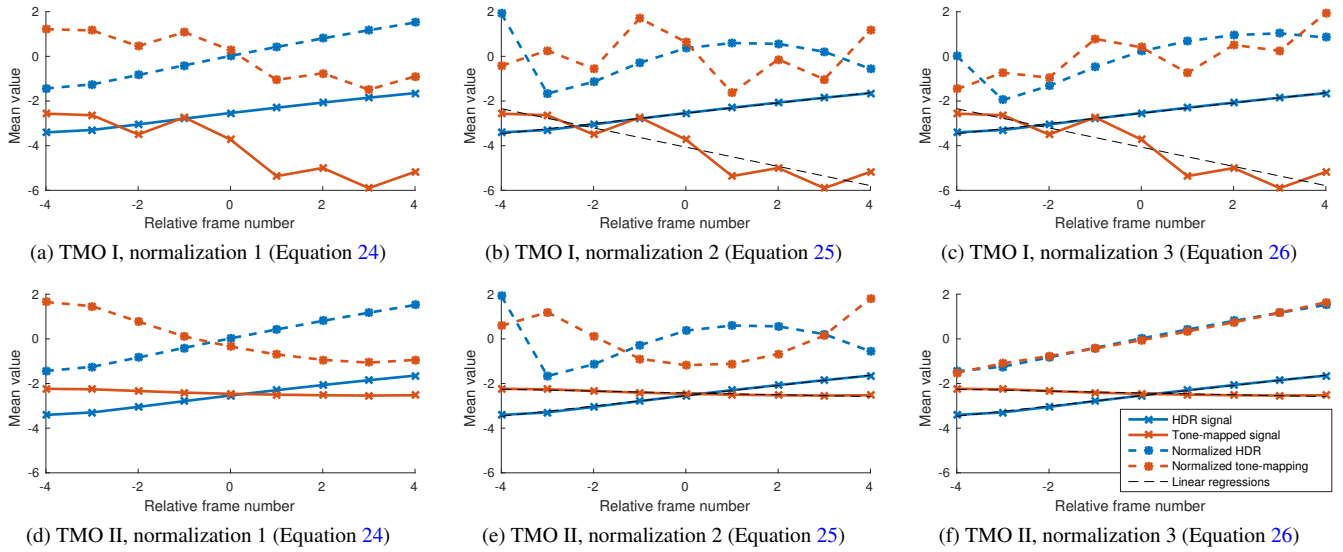 2
0
-2
-4
-6
Mean value
-4 -2 0 2 4
Relative frame number
(a) TMO I, normalization 1 (Equation 24)
2
0
-2
-4
-6
Mean value
-4 -2 0 2 4
Relative frame number
(b) TMO I, normalization 2 (Equation 25)
2
0
-2
-4
-6
Mean value
-4 -2 0 2 4
Relative frame number
(c) TMO I, normalization 3 (Equation 26)
2
0
-2
-4
-6
Mean value
-4 -2 0 2 4
Relative frame number
(d) TMO II, normalization 1 (Equation 24)
2
0
-2
-4
-6
Mean value
-4 -2 0 2 4
Relative frame number
(e) TMO II, normalization 2 (Equation 25)
2
0
-2
-4
-6
Mean value
HDR signal
Tone-mapped signal
Normalized HDR
Normalized tone-mapping
Linear regressions
-4 -2 0 2 4
Relative frame number
(f) TMO II, normalization 3 (Equation 26)